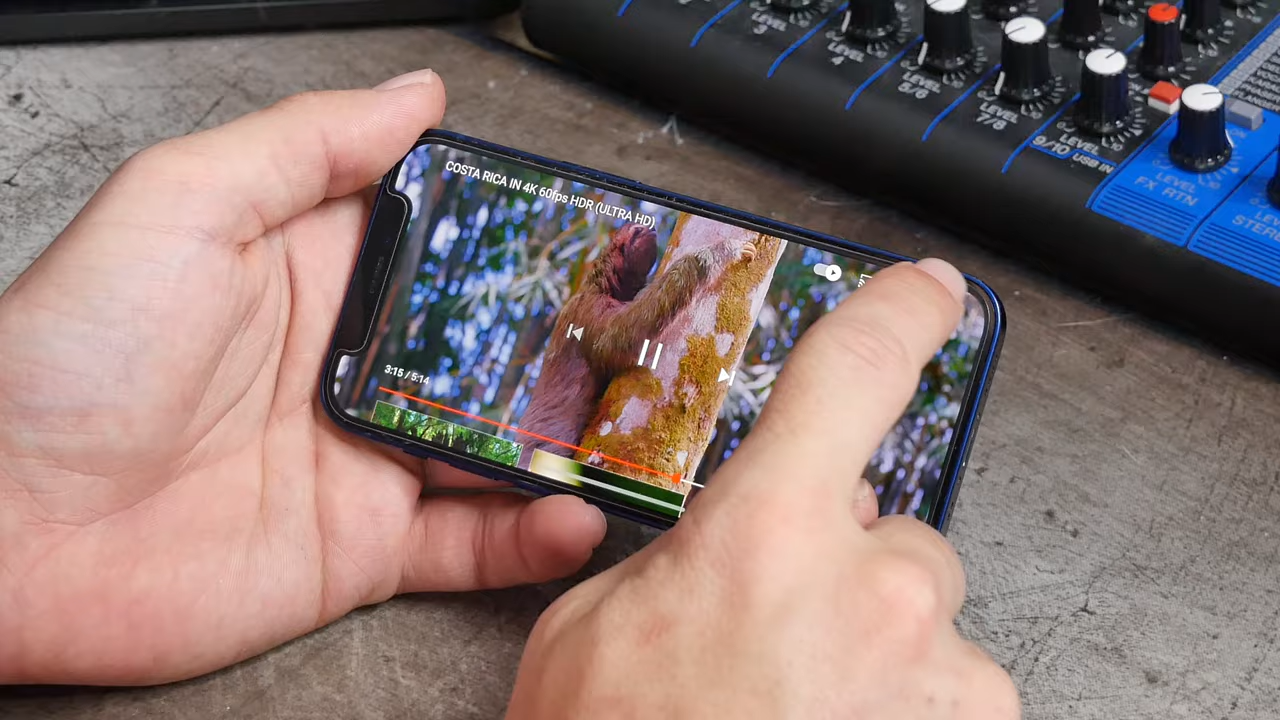 LEVEL
3
LEVEL
4
LEVEL
5/6
LEVEL
7/8
LEVEL
9/10 USB IN
LEVEL
FX RTN
LEVEL
COSTA RICA IN 4K 60fps HDR (ULTRA HD)
3:15 / 5:14